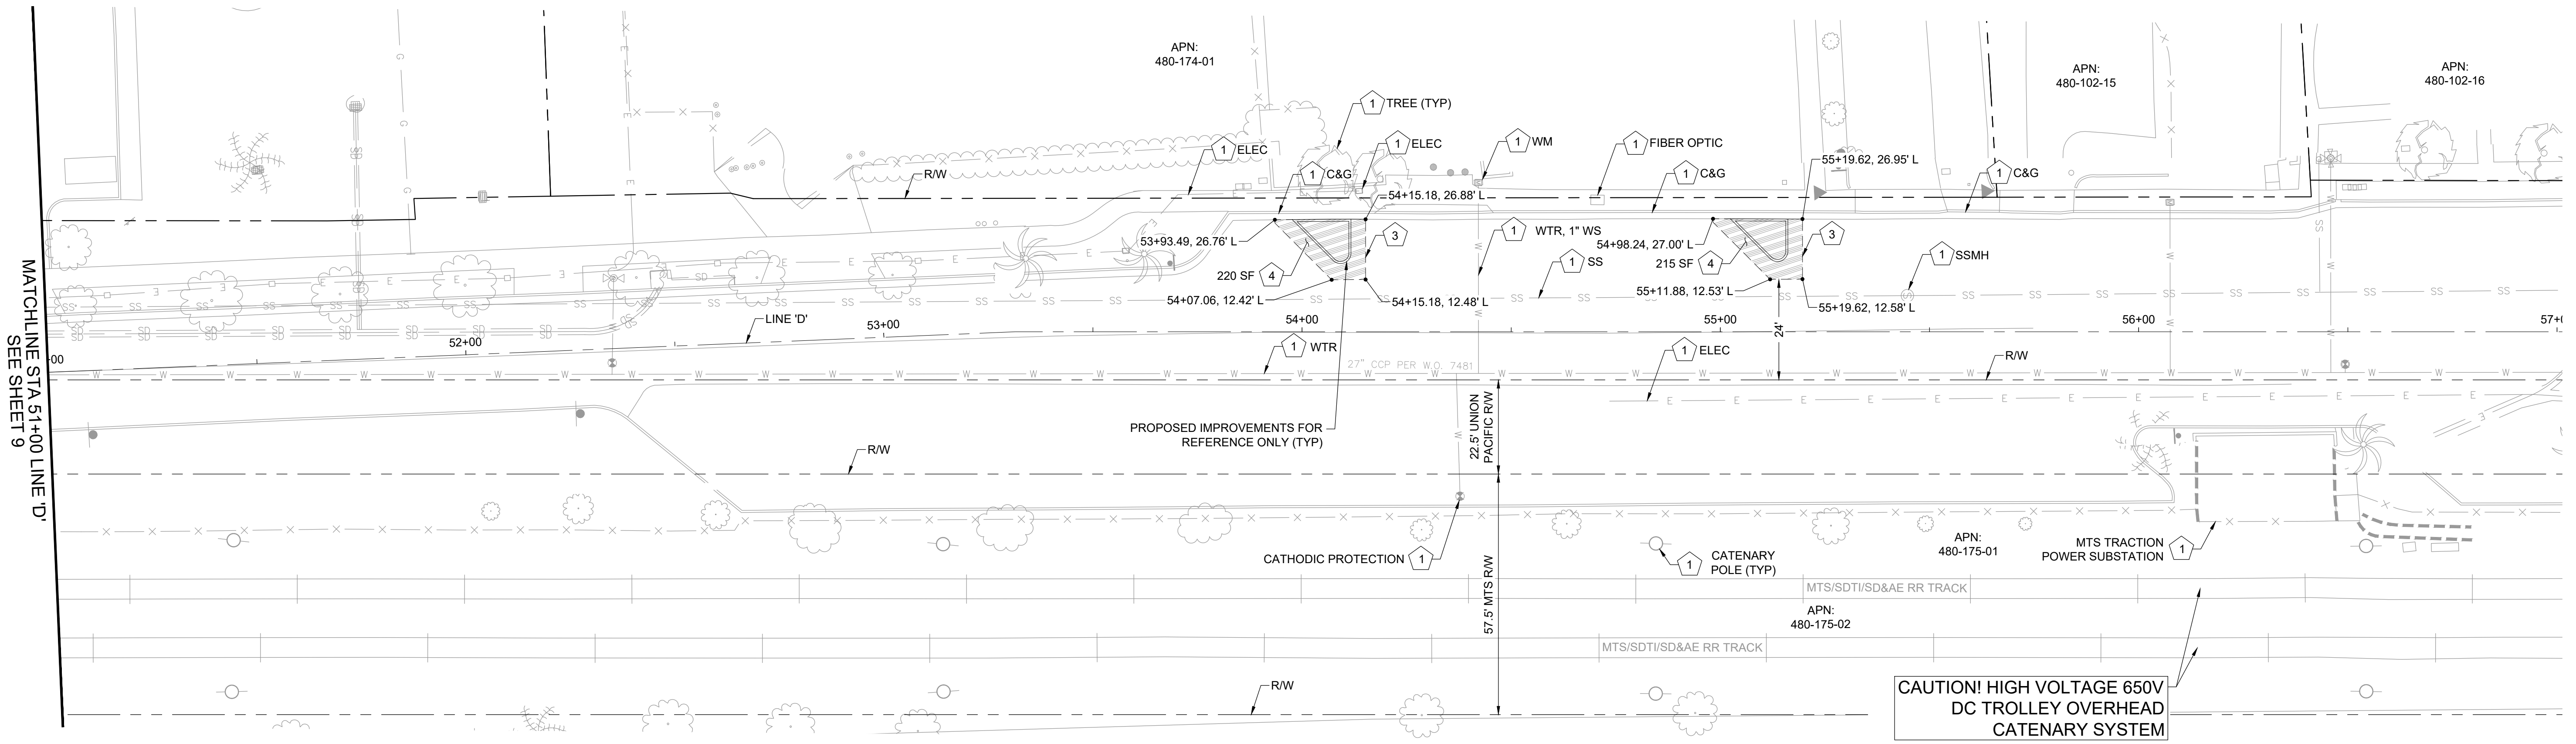 APN:
480-174-01
APN:
480-102-15
APN:
480-102-16
1 TREE (TYP)
1 ELEC
1 ELEC
1 WM
1 FIBER OPTIC
55+19.62, 26.95' L
R/W
1 C&G
1 C&G
1 C&G
54+15.18, 26.88' L
53+93.49, 26.76' L
3
1 WTR, 1" WS
54+98.24, 27.00' L
3
220 SF 4
1 SS
215 SF 4
1 SSMH
54+07.06, 12.42' L
54+15.18, 12.48' L
55+11.88, 12.53' L
55+19.62, 12.58' L
LINE 'D'
00
52+00
53+00
54+00
55+00
56+00
57+0
24'
1 WTR
27" CCP PER W.O. 7481
1 ELEC
R/W
MATCHLINE STA 51+00 LINE 'D'
SEE SHEET 9
PROPOSED IMPROVEMENTS FOR
REFERENCE ONLY (TYP)
22.5' UNION
PACIFIC R/W
R/W
CATHODIC PROTECTION 1
1 CATENARY
POLE (TYP)
APN:
480-175-01
MTS TRACTION
POWER SUBSTATION 1
57.5' MTS R/W
MTS/SDTI/SD&AE RR TRACK
APN:
480-175-02
MTS/SDTI/SD&AE RR TRACK
R/W
CAUTION! HIGH VOLTAGE 650V
DC TROLLEY OVERHEAD
CATENARY SYSTEM